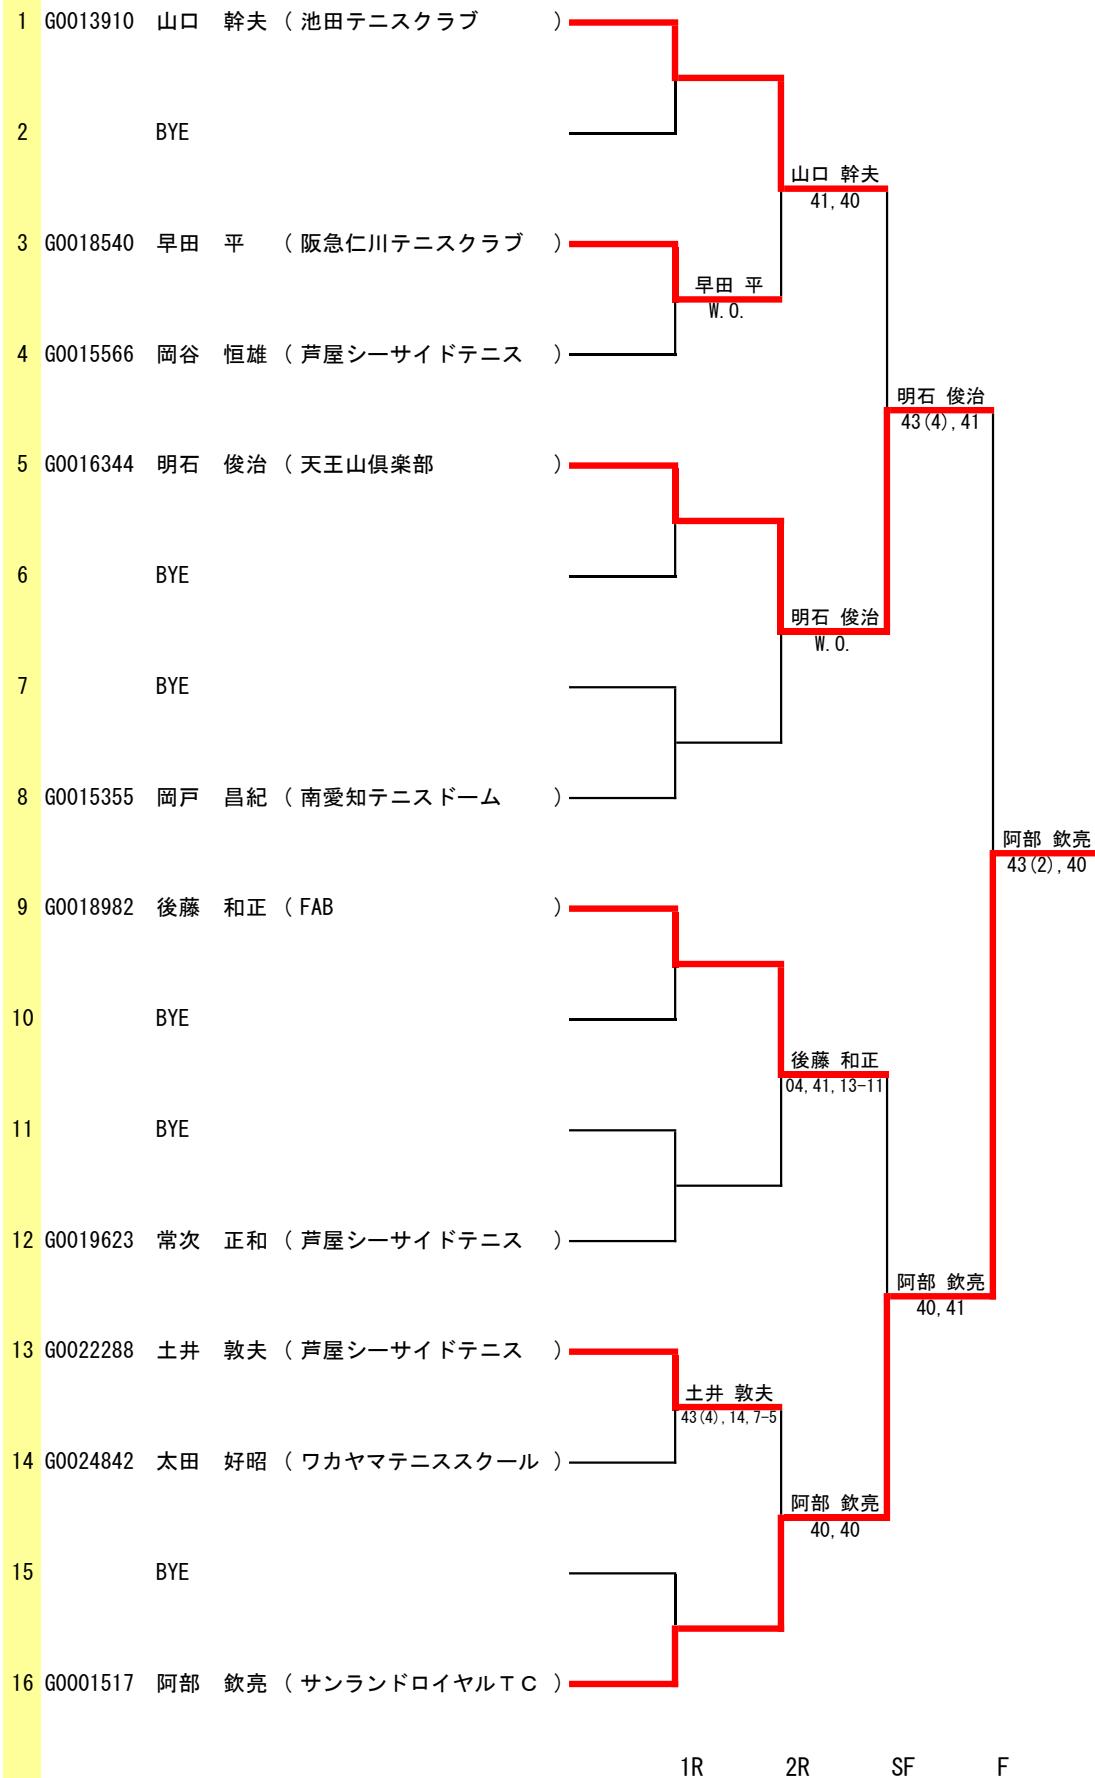 1 G0013910 山口 幹夫 ( 池田テニスクラブ )
2 BYE
山口 幹夫
41,40
3 G0018540 早田 平 ( 阪急仁川テニスクラブ )
早田 平
W.O.
4 G0015566 岡谷 恒雄 ( 芦屋シーサイドテニス )
明石 俊治
43(4),41
5 G0016344 明石 俊治 ( 天王山倶楽部 )
6 BYE
明石 俊治
W.O.
7 BYE
8 G0015355 岡戸 昌紀 ( 南愛知テニスドーム )
阿部 欽亮
43(2),40
9 G0018982 後藤 和正 ( FAB )
10 BYE
後藤 和正
04,41,13-11
11 BYE
12 G0019623 常次 正和 ( 芦屋シーサイドテニス )
阿部 欽亮
40,41
13 G0022288 土井 敦夫 ( 芦屋シーサイドテニス )
土井 敦夫
43(4),14,7-5
14 G0024842 太田 好昭 ( ワカヤマテニススクール )
阿部 欽亮
40,40
15 BYE
16 G0001517 阿部 欽亮 ( サンランドロイヤルTC )
1R 2R SF F